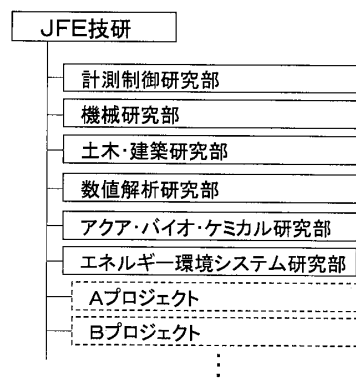 JFE技研
計測制御研究部
機械研究部
土木･建築研究部
数値解析研究部
アクア･バイオ･ケミカル研究部
エネルギー環境システム研究部
Aプロジェクト
Bプロジェクト
⋮